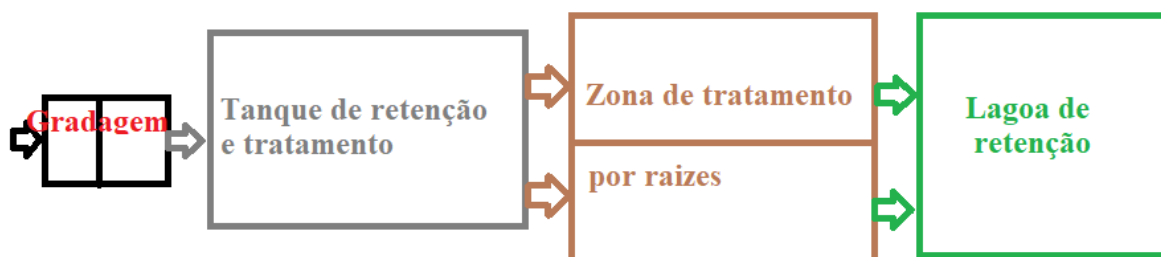 Gradagem
Tanque de retenção
e tratamento
Zona de tratamento
por raizes
Lagoa de
retenção